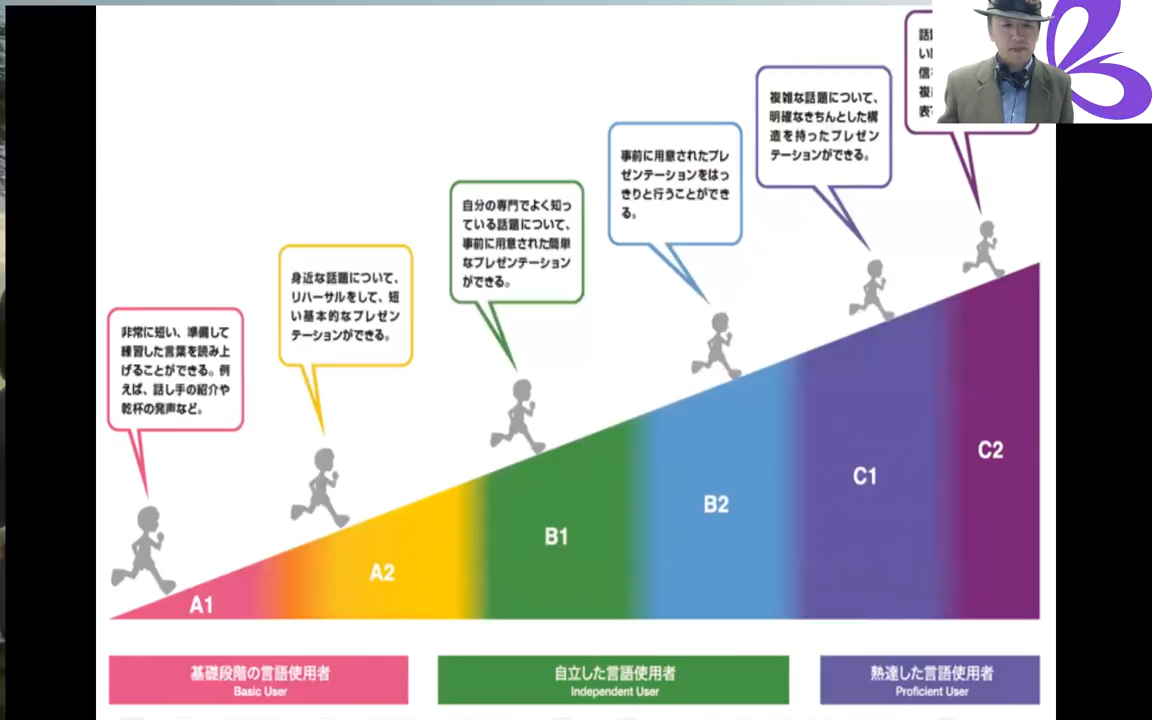 非常に短い、準備して
練習した言葉を読み上
げることができる。例
えば、話し手の紹介や
乾杯の発声など。
身近な話題について、
リハーサルをして、短
い基本的なプレゼン
テーションができる。
自分の専門でよく知っ
ている話題について、
事前に用意された簡単
なプレゼンテーション
ができる。
事前に用意されたプレ
ゼンテーションをはっ
きりと行うことができ
る。
複雑な話題について、
明確なきちんとした構
造を持ったプレゼン
テーションができる。
A1
A2
B1
B2
C1
C2
基礎段階の言語使用者
Basic User
自立した言語使用者
Independent User
熟達した言語使用者
Proficient User